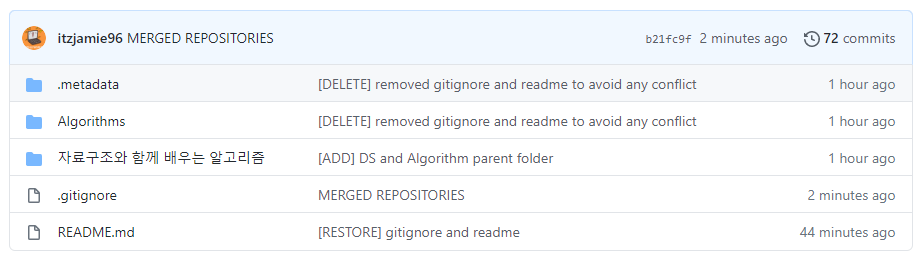 itzjamie96 MERGED REPOSITORIES b21fc9f 2 minutes ago 72 commits
.metadata [DELETE] removed gitignore and readme to avoid any conflict 1 hour ago
Algorithms [DELETE] removed gitignore and readme to avoid any conflict 1 hour ago
자료구조와 함께 배우는 알고리즘 [ADD] DS and Algorithm parent folder 1 hour ago
.gitignore MERGED REPOSITORIES 2 minutes ago
README.md [RESTORE] gitignore and readme 44 minutes ago